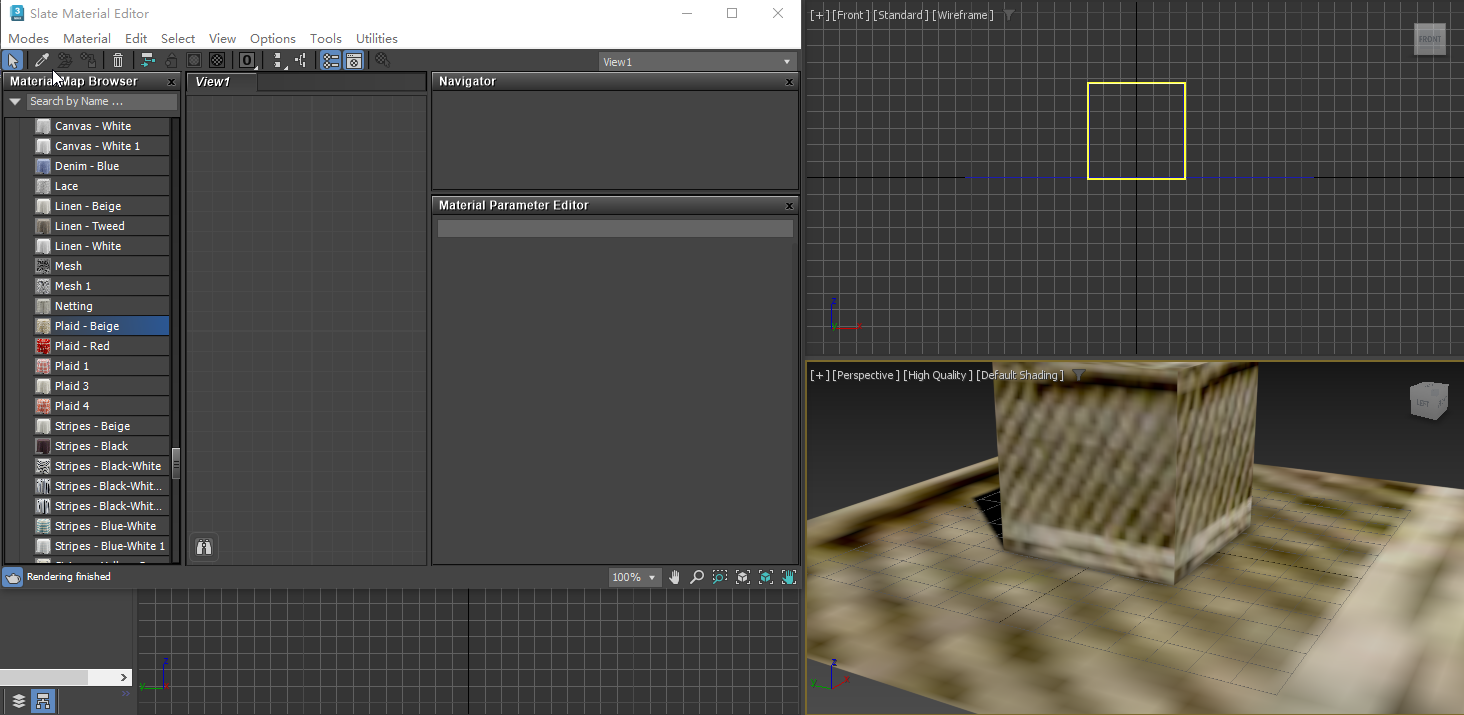 Slate Material Editor
Modes Material Edit Select View Options Tools Utilities
View1
Material/Map Browser
Search by Name ...
Canvas - White
Canvas - White 1
Denim - Blue
Lace
Linen - Beige
Linen - Tweed
Linen - White
Mesh
Mesh 1
Netting
Plaid - Beige
Plaid - Red
Plaid 1
Plaid 3
Plaid 4
Stripes - Beige
Stripes - Black
Stripes - Black-White
Stripes - Black-Whit...
Stripes - Black-Whit...
Stripes - Blue-White
Stripes - Blue-White 1
View1
Navigator
Material Parameter Editor
Rendering finished
100%
[+] [Front ] [Standard ] [Wireframe ]
FRONT
z
x
[+] [Perspective ] [High Quality ] [Default Shading ]
LEFT
z
y
x
z
y